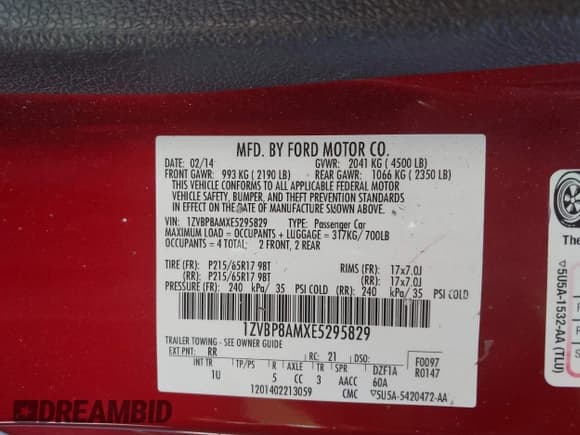 MFD. BY FORD MOTOR CO.
DATE: 02/14 GVWR: 2041 KG ( 4500 LB)
FRONT GAWR: 993 KG ( 2190 LB) REAR GAWR: 1066 KG ( 2350 LB)
THIS VEHICLE CONFORMS TO ALL APPLICABLE FEDERAL MOTOR
VEHICLE SAFETY, BUMPER, AND THEFT PREVENTION STANDARDS
IN EFFECT ON THE DATE OF MANUFACTURE SHOWN ABOVE.
VIN: 1ZVBP8AMXE5295829 TYPE: Passenger Car
MAXIMUM LOAD = OCCUPANTS + LUGGAGE = 317KG/ 700LB
OCCUPANTS = 4 TOTAL; 2 FRONT, 2 REAR
TIRE (FR): P215/65R17 98T RIMS (FR): 17x7.0J
(RR): P215/65R17 98T (RR): 17x7.0J
PRESSURE (FR): 240 kPa/ 35 PSI COLD (RR): 240 kPa/ 35 PSI COLD
1ZVBP8AMXE5295829
TRAILER TOWING - SEE OWNER GUIDE
EXT PNT: RR RC: 21 DSO: F0097
INT TR TP/PS R AXLE TR SPR DZF1A R0147
1U 5 CC 3 AACC 60A
1201402213059 CMC ▽5U5A-5420472-AA
The
▽5U5A-1532-AA (TLU)
DREAMBID